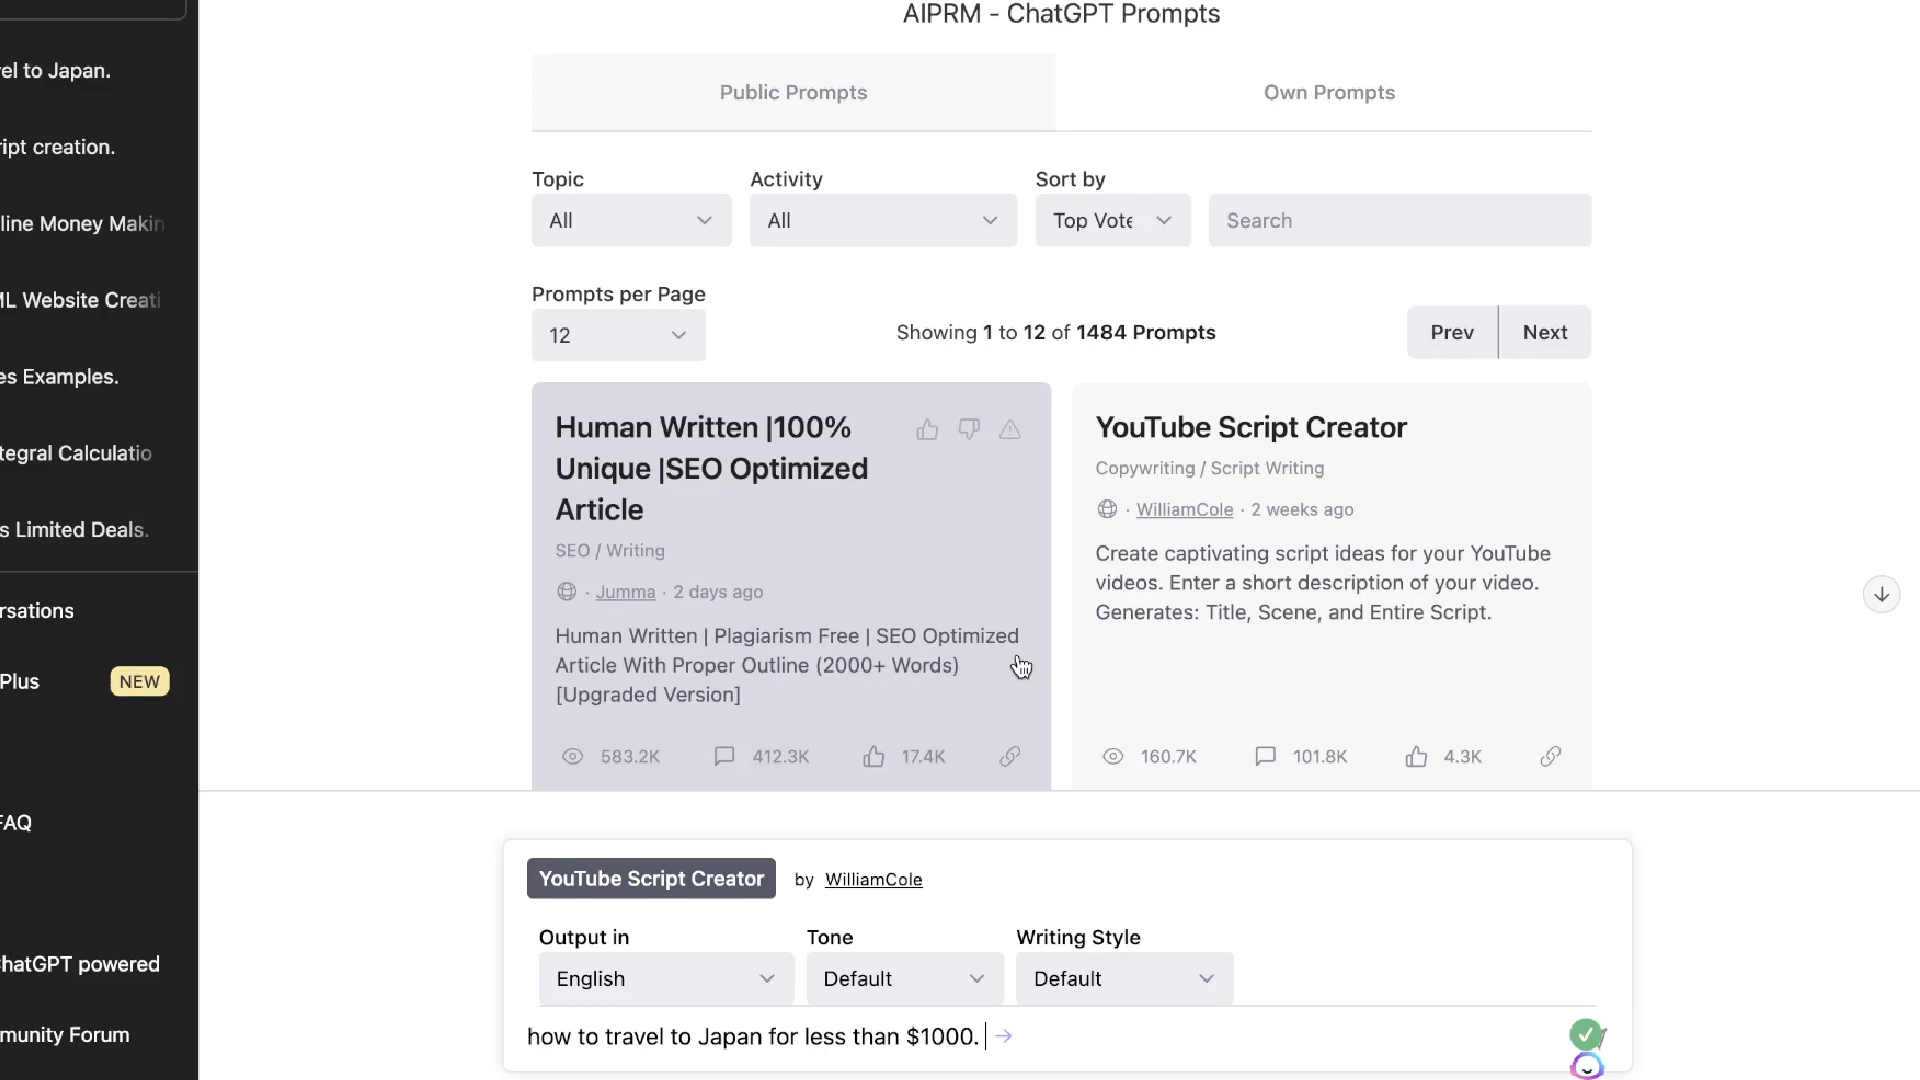 AIPRM - ChatGPT Prompts
Public Prompts
Own Prompts
Topic
Activity
Sort by
All
All
Top Vote
Search
Prompts per Page
12
Showing 1 to 12 of 1484 Prompts
Prev
Next
Human Written |100%
Unique |SEO Optimized
Article
SEO / Writing
· Jumma · 2 days ago
Human Written | Plagiarism Free | SEO Optimized
Article With Proper Outline (2000+ Words)
[Upgraded Version]
583.2K
412.3K
17.4K
YouTube Script Creator
Copywriting / Script Writing
· WilliamCole · 2 weeks ago
Create captivating script ideas for your YouTube
videos. Enter a short description of your video.
Generates: Title, Scene, and Entire Script.
160.7K
101.8K
4.3K
YouTube Script Creator
by WilliamCole
Output in
Tone
Writing Style
English
Default
Default
how to travel to Japan for less than $1000.
el to Japan.
ript creation.
line Money Makin
ML Website Creati
es Examples.
tegral Calculatio
s Limited Deals.
rsations
Plus
NEW
FAQ
hatGPT powered
munity Forum